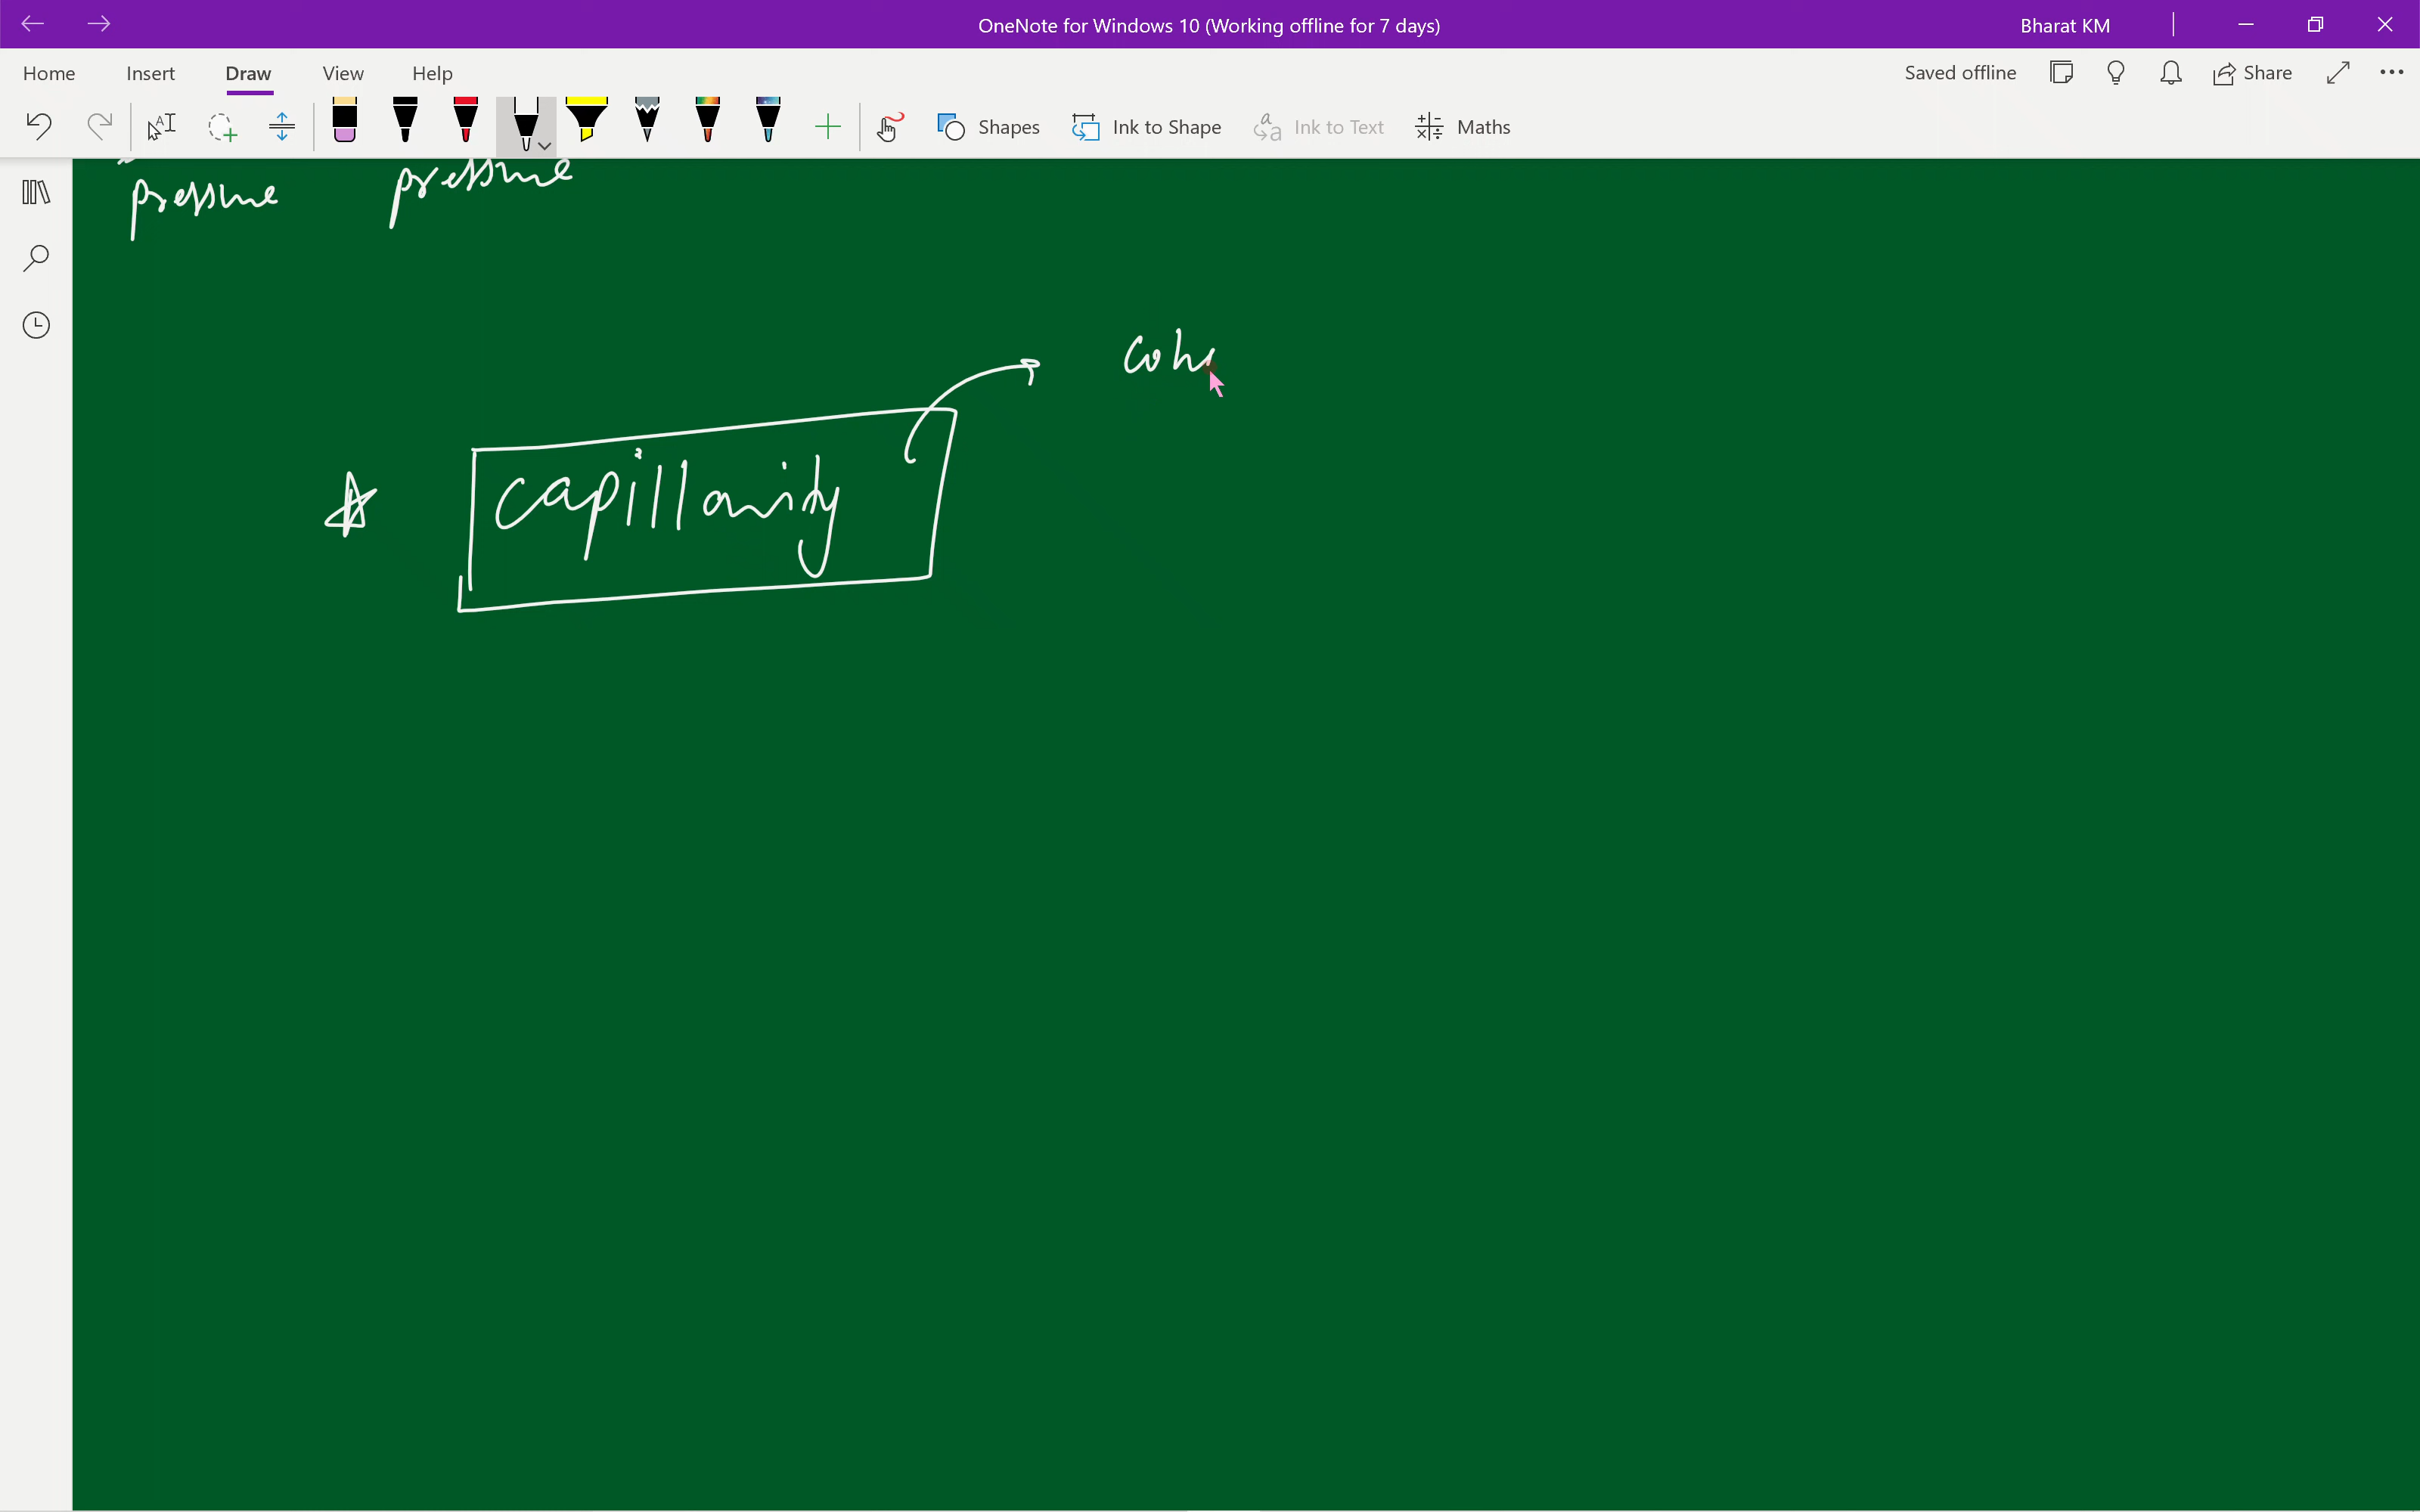 OneNote for Windows 10 (Working offline for 7 days)
Bharat KM
Home Insert Draw View Help
Saved offline Share
Shapes Ink to Shape Ink to Text Maths
pressure pressure
coh
capillarity